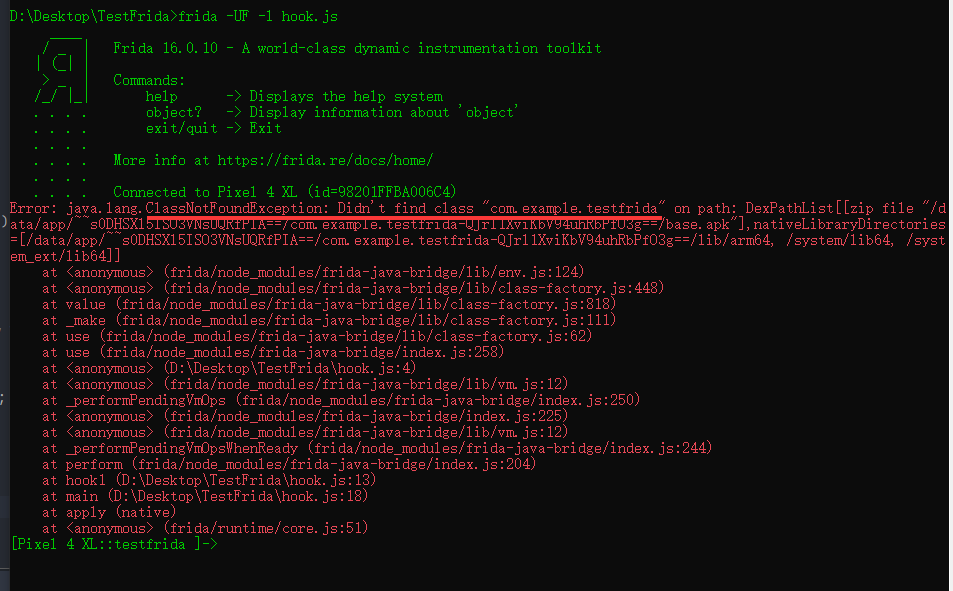 D:\Desktop\TestFrida>frida -UF -l hook.js
Frida 16.0.10 - A world-class dynamic instrumentation toolkit
Commands:
help -> Displays the help system
object? -> Display information about 'object'
exit/quit -> Exit
More info at https://frida.re/docs/home/
Connected to Pixel 4 XL (id=98201FFBA006C4)
Error: java.lang.ClassNotFoundException: Didn't find class "com.example.testfrida" on path: DexPathList[[zip file "/d
ata/app/~~s0DHSX15ISO3VNsUQRfPIA==/com.example.testfrida-QJrl1XviKbV94uhRbPfO3g==/base.apk"],nativeLibraryDirectories
=[/data/app/~~s0DHSX15ISO3VNsUQRfPIA==/com.example.testfrida-QJrl1XviKbV94uhRbPfO3g==/lib/arm64, /system/lib64, /syst
em_ext/lib64]]
at <anonymous> (frida/node_modules/frida-java-bridge/lib/env.js:124)
at <anonymous> (frida/node_modules/frida-java-bridge/lib/class-factory.js:448)
at value (frida/node_modules/frida-java-bridge/lib/class-factory.js:818)
at _make (frida/node_modules/frida-java-bridge/lib/class-factory.js:111)
at use (frida/node_modules/frida-java-bridge/lib/class-factory.js:62)
at use (frida/node_modules/frida-java-bridge/index.js:258)
at <anonymous> (D:\Desktop\TestFrida\hook.js:4)
at <anonymous> (frida/node_modules/frida-java-bridge/lib/vm.js:12)
at _performPendingVmOps (frida/node_modules/frida-java-bridge/index.js:250)
at <anonymous> (frida/node_modules/frida-java-bridge/index.js:225)
at <anonymous> (frida/node_modules/frida-java-bridge/lib/vm.js:12)
at _performPendingVmOpsWhenReady (frida/node_modules/frida-java-bridge/index.js:244)
at perform (frida/node_modules/frida-java-bridge/index.js:204)
at hook1 (D:\Desktop\TestFrida\hook.js:13)
at main (D:\Desktop\TestFrida\hook.js:18)
at apply (native)
at <anonymous> (frida/runtime/core.js:51)
[Pixel 4 XL::testfrida ]->